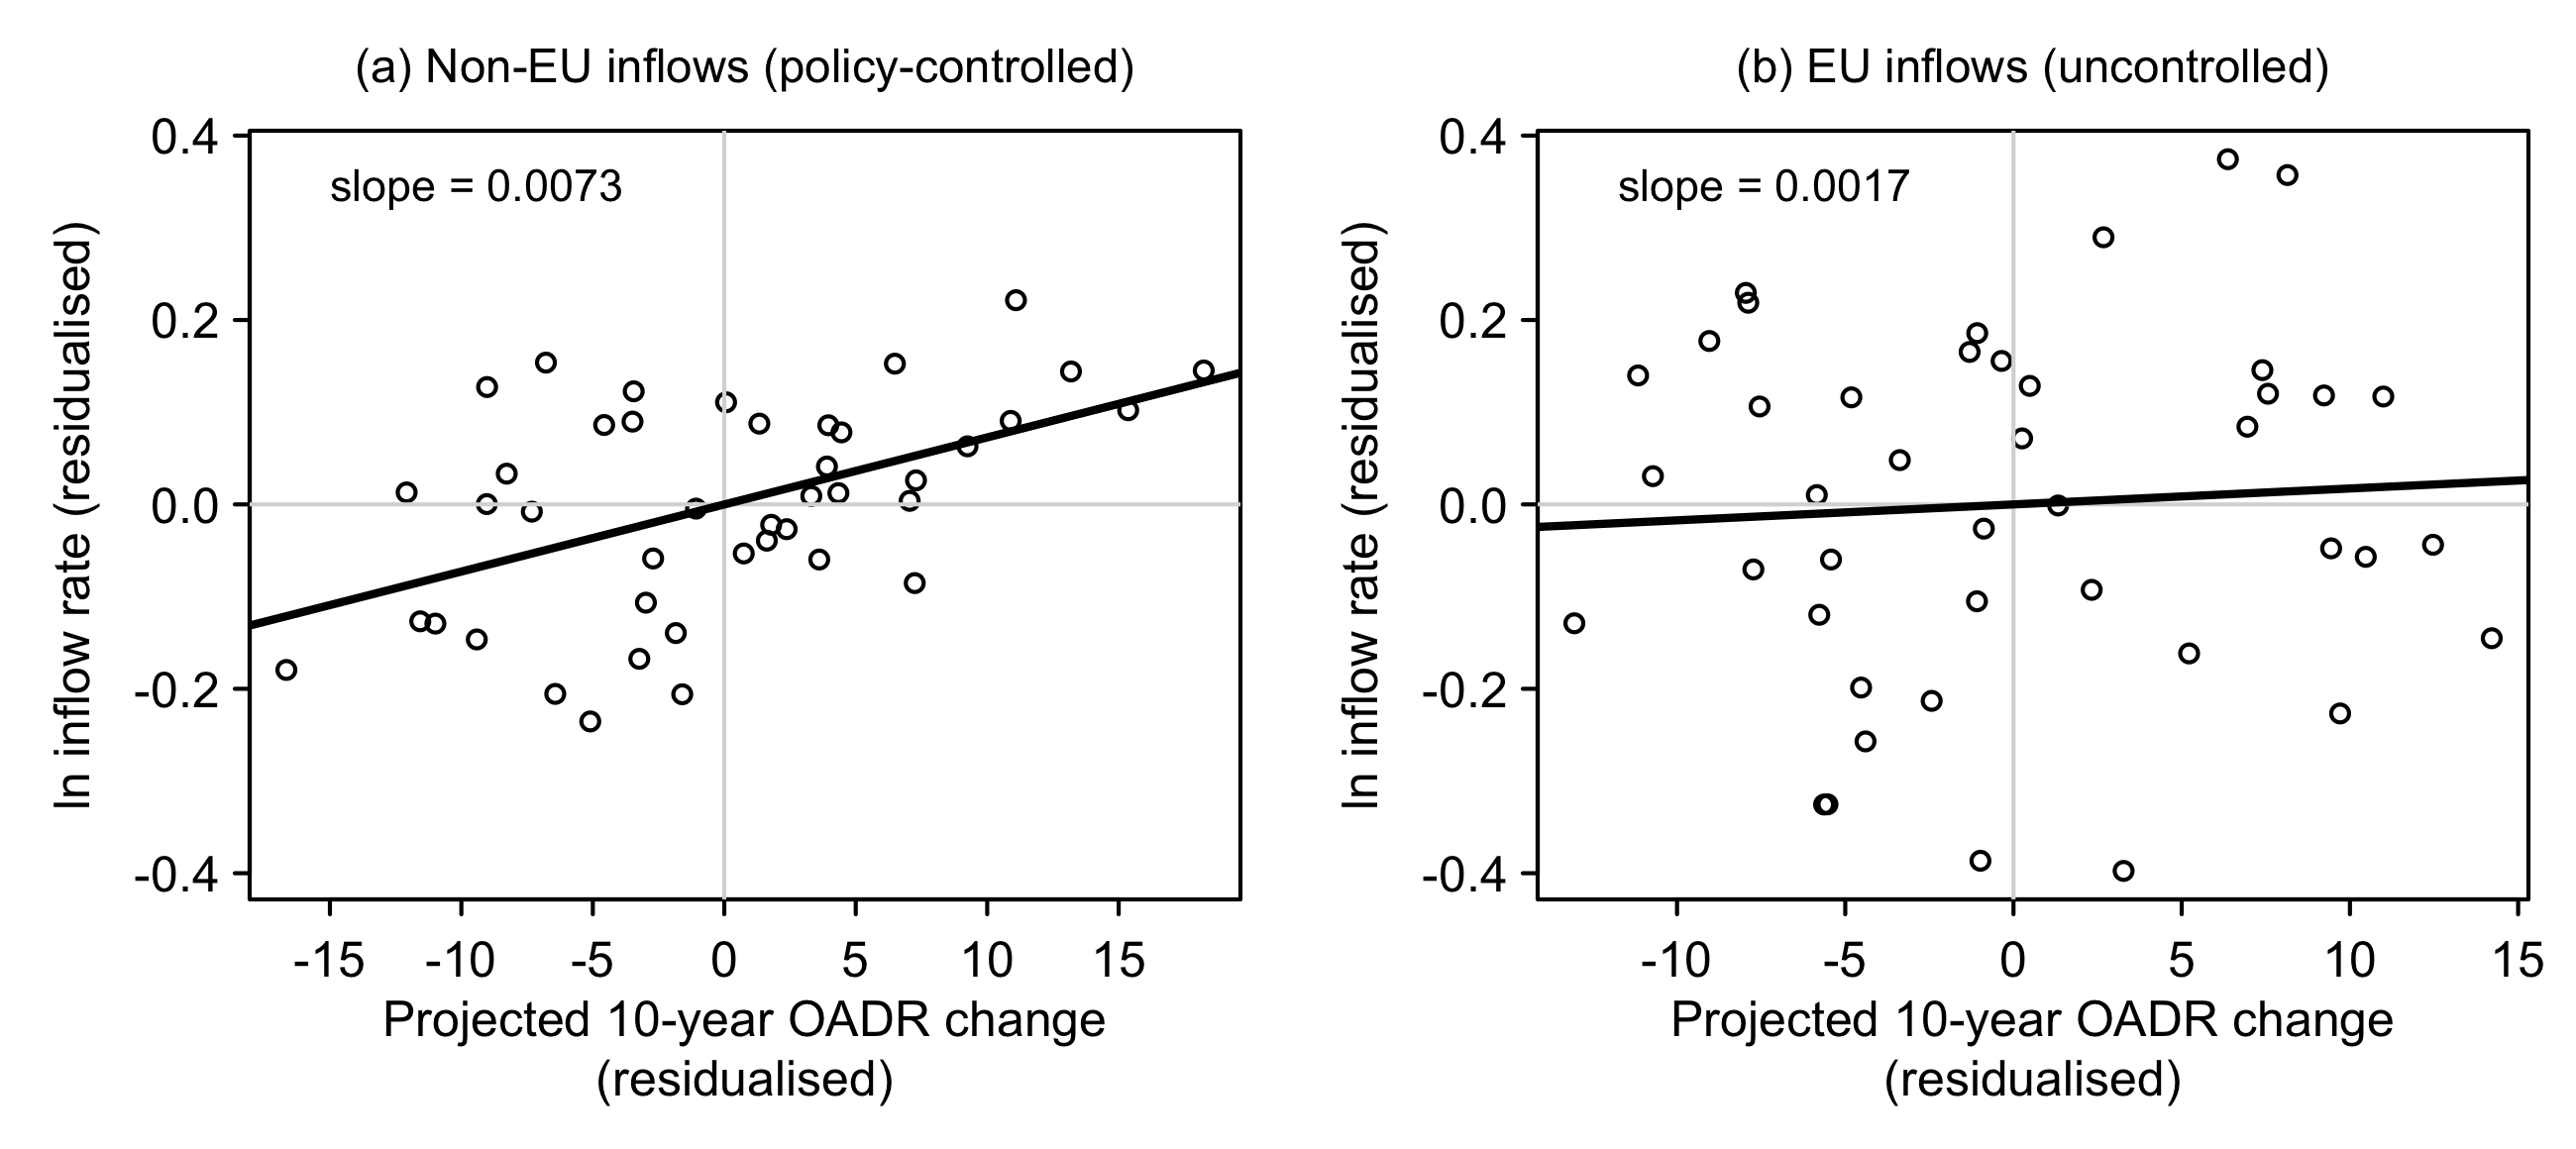 (a) Non-EU inflows (policy-controlled)
slope = 0.0073
0.4
0.2
0.0
-0.2
-0.4
ln inflow rate (residualised)
-15 -10 -5 0 5 10 15
Projected 10-year OADR change
(residualised)
(b) EU inflows (uncontrolled)
slope = 0.0017
0.4
0.2
0.0
-0.2
-0.4
ln inflow rate (residualised)
-10 -5 0 5 10 15
Projected 10-year OADR change
(residualised)